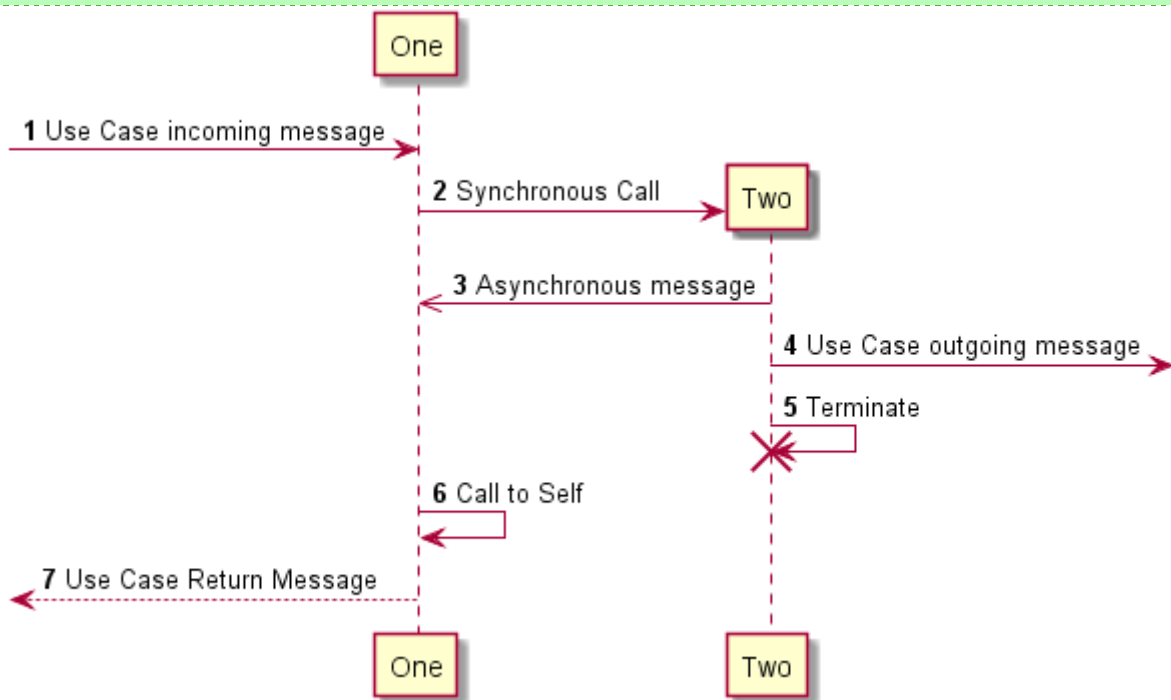 One
1 Use Case incoming message
2 Synchronous Call
Two
3 Asynchronous message
4 Use Case outgoing message
5 Terminate
6 Call to Self
7 Use Case Return Message
One
Two